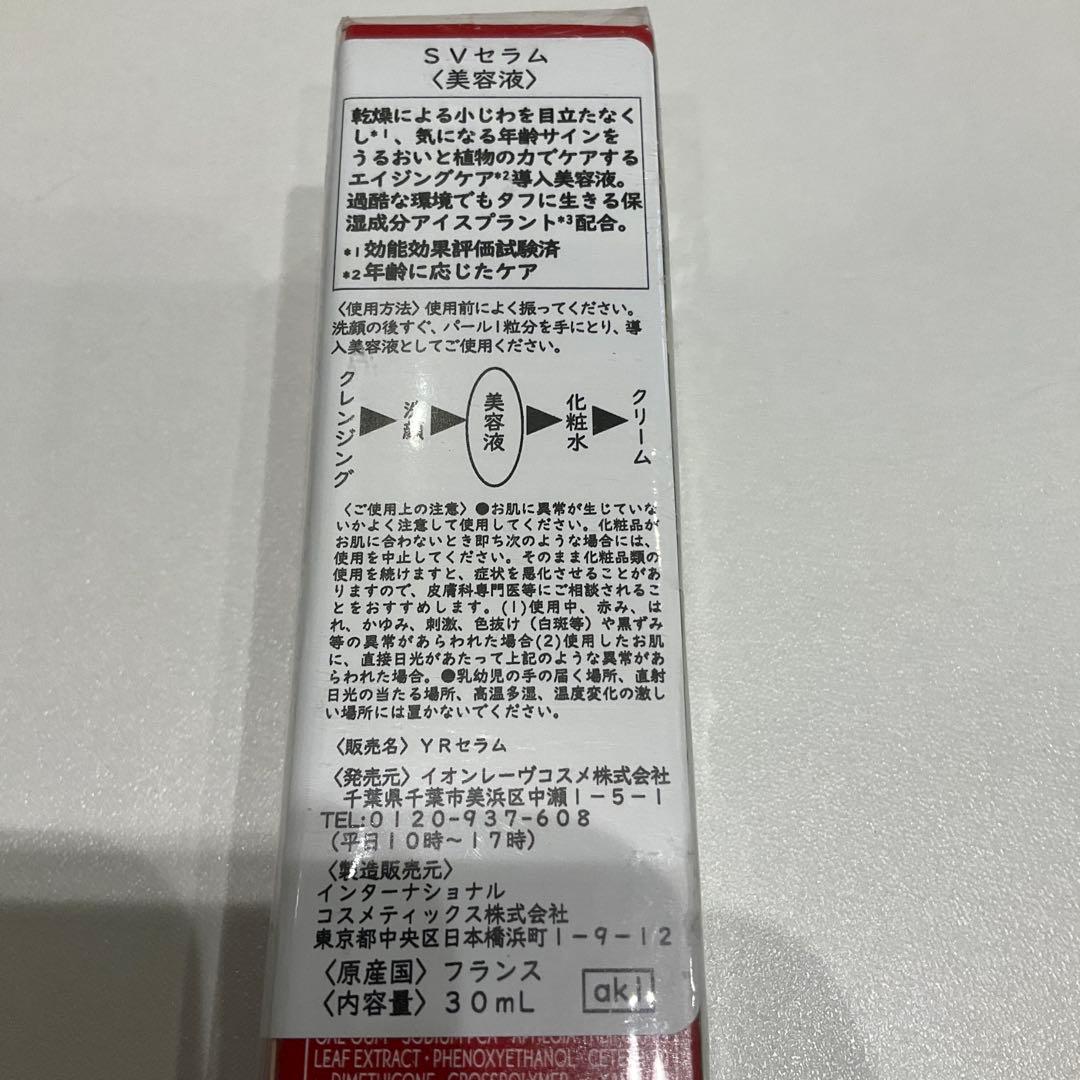 SVセラム
〈美容液〉
乾燥による小じわを目立たなく
し*1、気になる年齢サインを
うるおいと植物の力でケアする
エイジングケア*2導入美容液。
過酷な環境でもタフに生きる保
湿成分アイスプラント*3配合。
*1効能効果評価試験済
*2年齢に応じたケア
〈使用方法〉使用前によく振ってください。
洗顔の後すぐ、パール1粒分を手にとり、導
入美容液としてご使用ください。
クレンジング
洗顔
美容液
化粧水
クリーム
〈ご使用上の注意〉●お肌に異常が生じていな
いかよく注意して使用してください。化粧品が
お肌に合わないとき即ち次のような場合には、
使用を中止してください。そのまま化粧品類の
使用を続けますと、症状を悪化させることがあ
りますので、皮膚科専門医等にご相談されるこ
とをおすすめします。(1)使用中、赤み、は
れ、かゆみ、刺激、色抜け（白斑等）や黒ずみ
等の異常があらわれた場合(2)使用したお肌
に、直接日光があたって上記のような異常があ
らわれた場合。●乳幼児の手の届く場所、直射
日光の当たる場所、高温多湿、温度変化の激し
い場所には置かないでください。
〈販売名〉YRセラム
〈発売元〉イオンレーヴコスメ株式会社
千葉県千葉市美浜区中瀬1-5-1
TEL:0120-937-608
（平日10時〜17時）
〈製造販売元〉
インターナショナル
コスメティックス株式会社
東京都中央区日本橋浜町1-9-12
〈原産国〉フランス
〈内容量〉30mL
LEAF EXTRACT · PHENOXYETHANOL